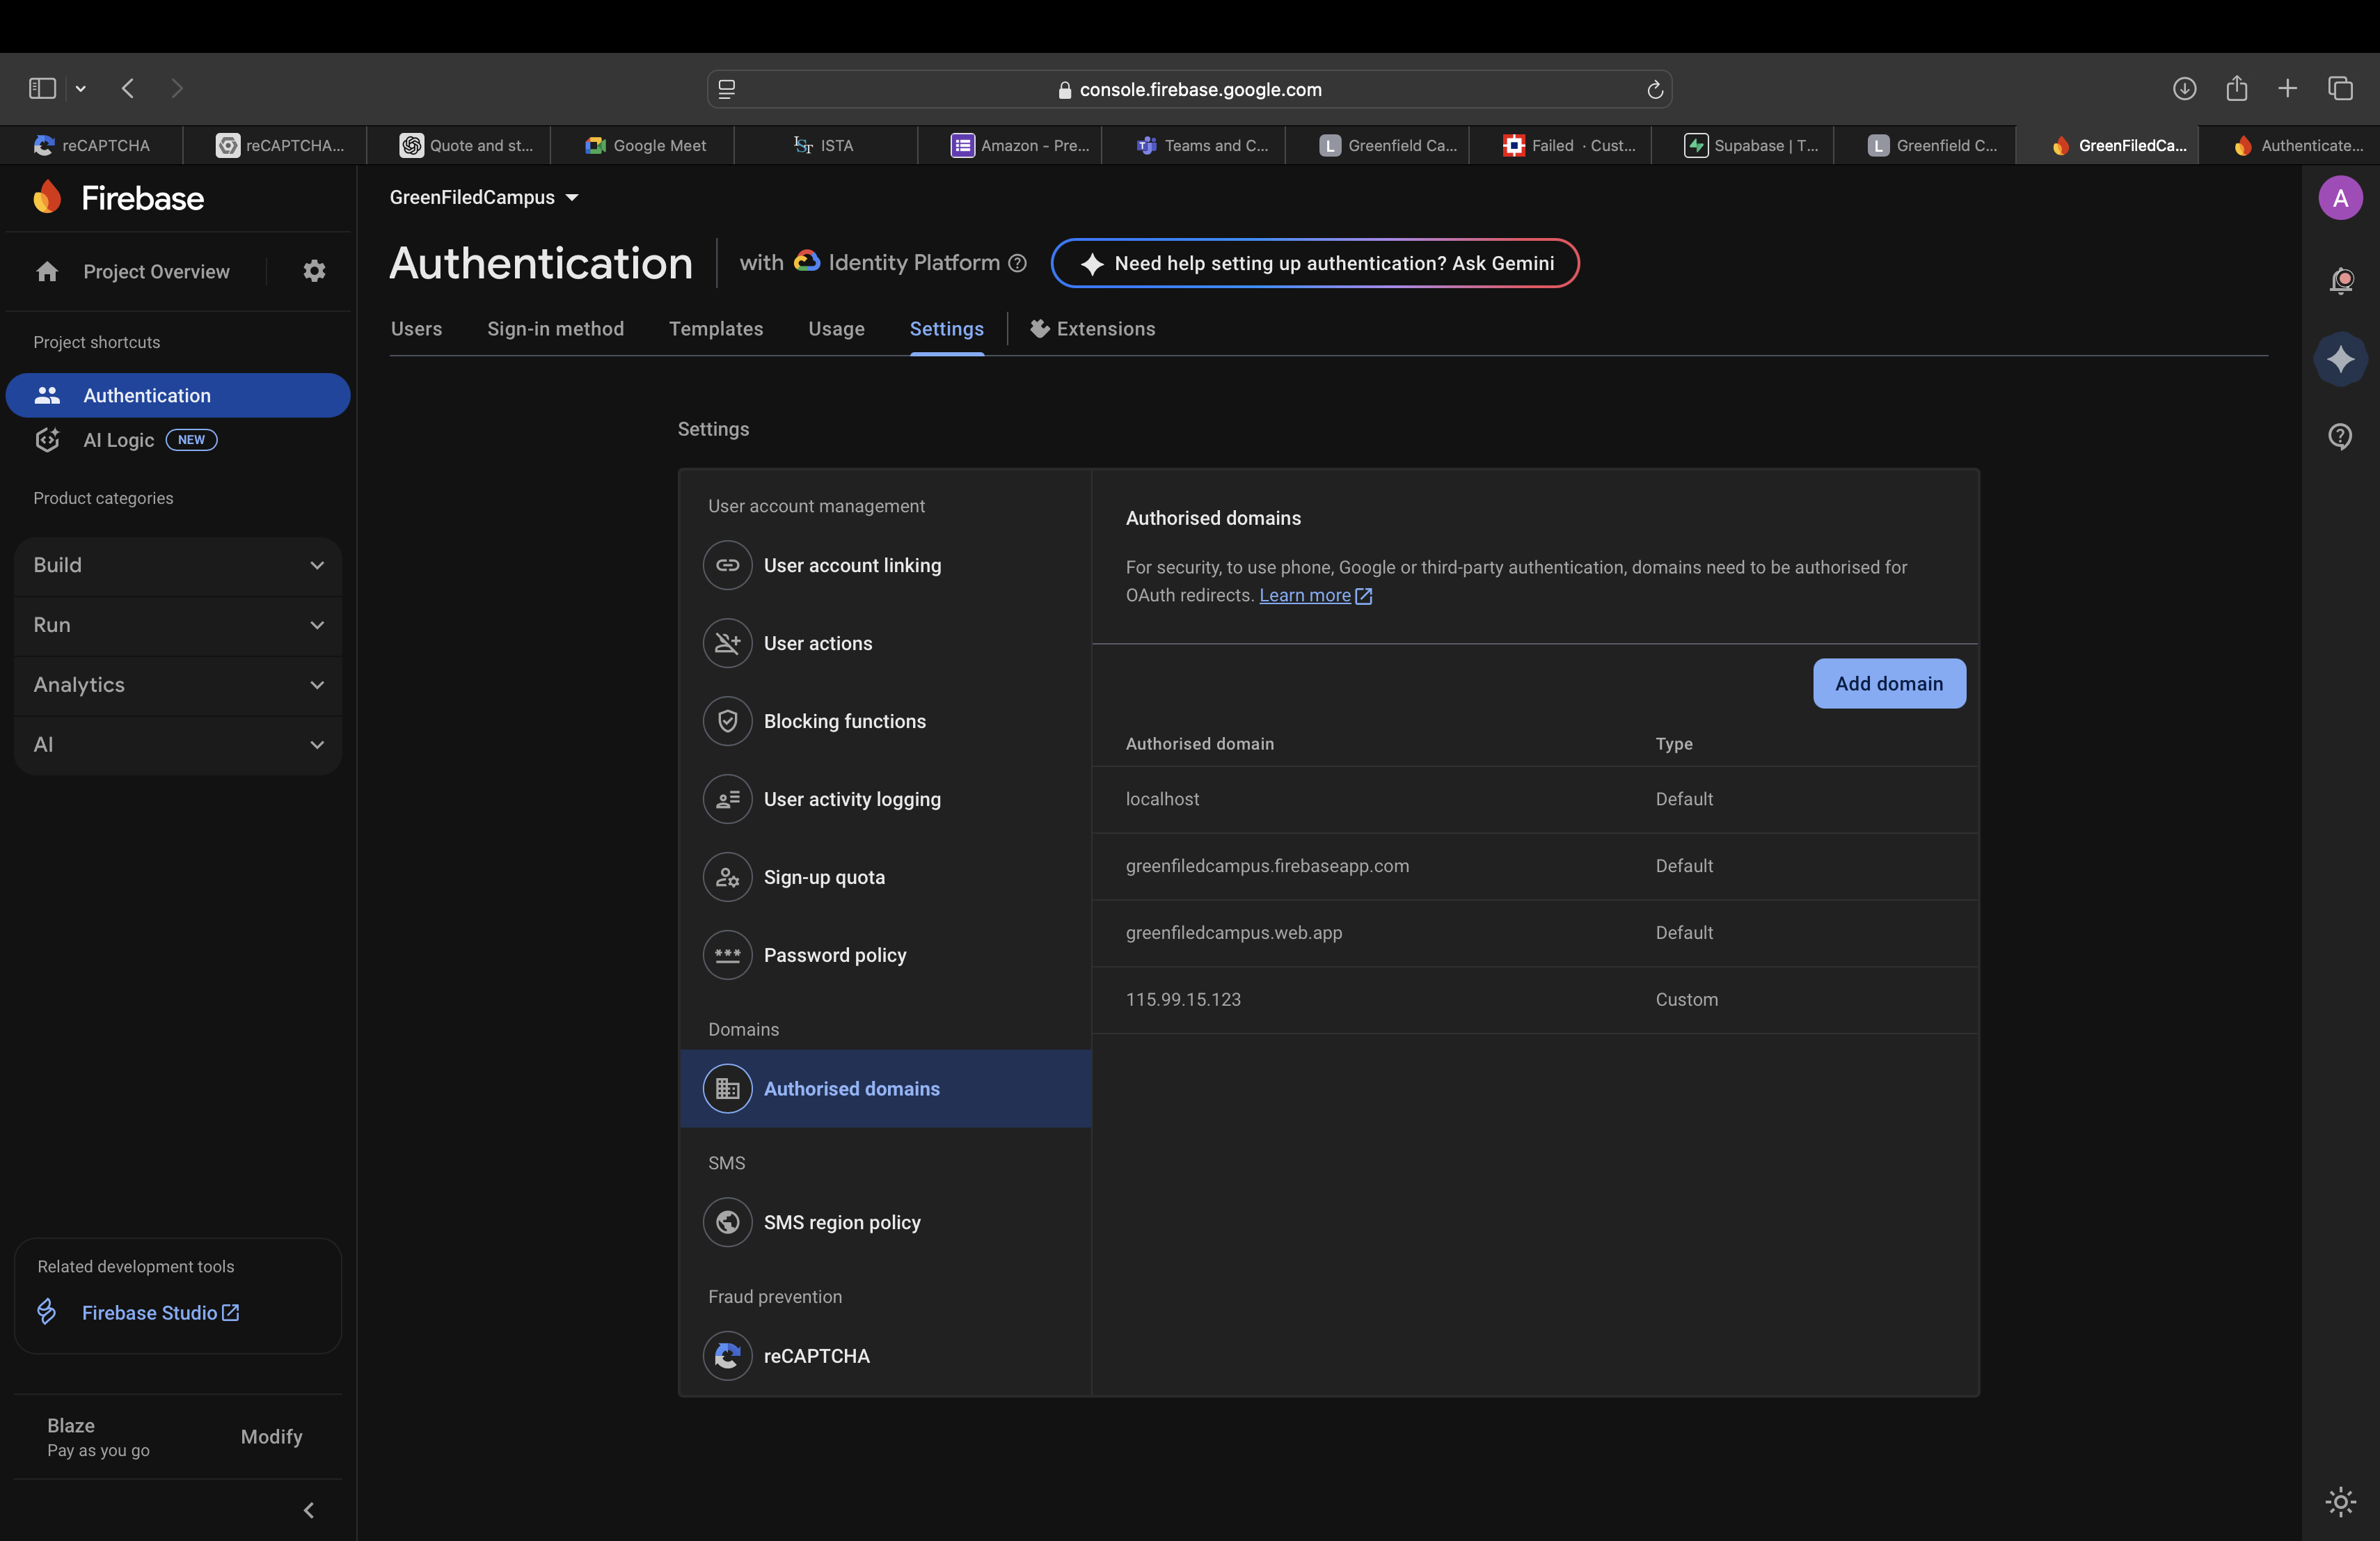 console.firebase.google.com
reCAPTCHA
reCAPTCHA...
Quote and st...
Google Meet
ISTA
Amazon - Pre...
Teams and C...
L
Greenfield Ca...
Failed · Cust...
Supabase | T...
L
Greenfield C...
GreenFiledCa...
Authenticate...
Firebase
Project Overview
Project shortcuts
Authentication
AI Logic NEW
Product categories
Build
Run
Analytics
AI
Related development tools
Firebase Studio
Blaze
Pay as you go
Modify
GreenFiledCampus
Authentication with Identity Platform
Need help setting up authentication? Ask Gemini
A
Users Sign-in method Templates Usage Settings Extensions
Settings
User account management
User account linking
User actions
Blocking functions
User activity logging
Sign-up quota
Password policy
Domains
Authorised domains
SMS
SMS region policy
Fraud prevention
reCAPTCHA
Authorised domains
For security, to use phone, Google or third-party authentication, domains need to be authorised for
OAuth redirects. Learn more
Add domain
Authorised domain Type
localhost Default
greenfiledcampus.firebaseapp.com Default
greenfiledcampus.web.app Default
115.99.15.123 Custom